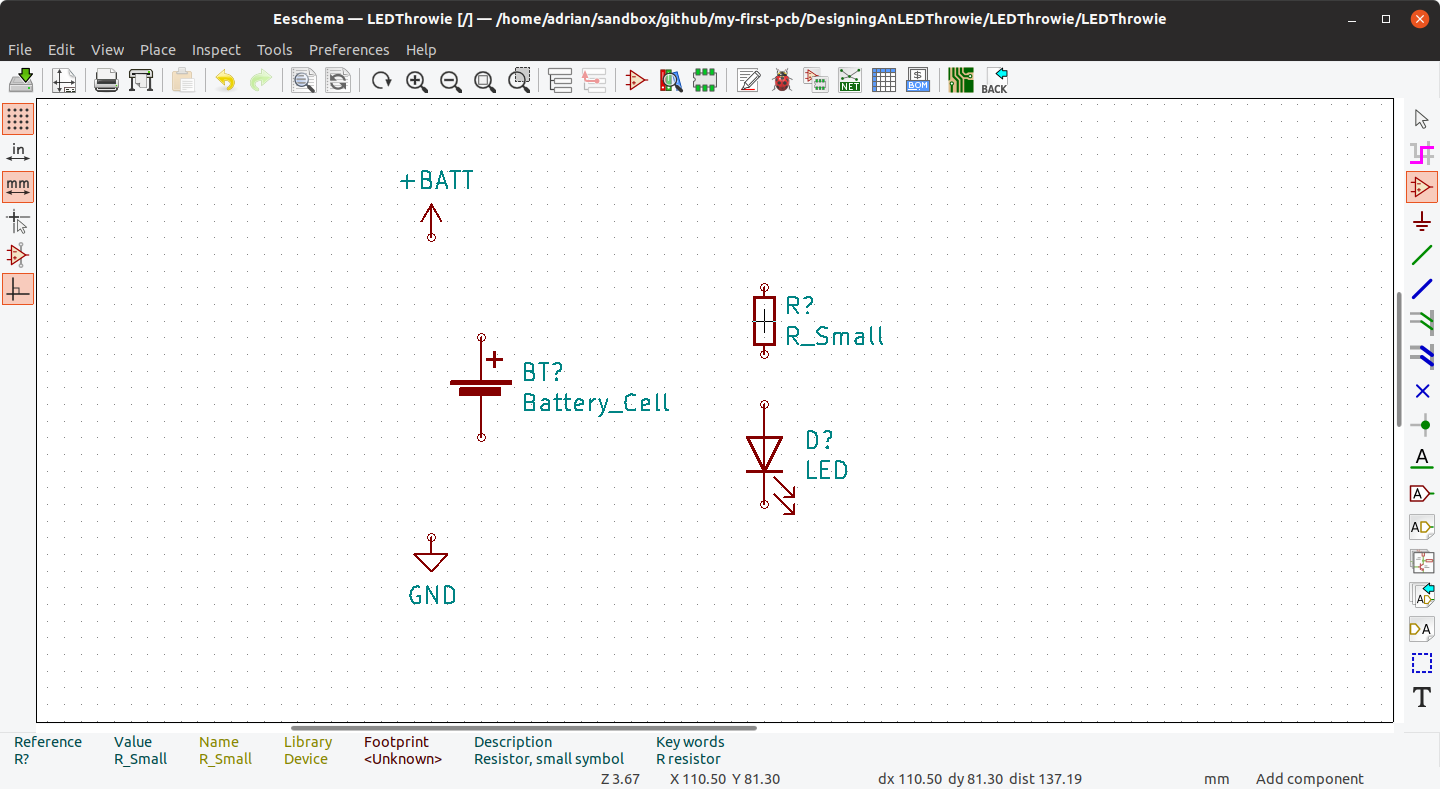 Eeschema — LEDThrowie [/] — /home/adrian/sandbox/github/my-first-pcb/DesigningAnLEDThrowie/LEDThrowie/LEDThrowie
File Edit View Place Inspect Tools Preferences Help
NET
$
BOM
BACK
in
mm
+BATT
R?
R_Small
BT?
Battery_Cell
D?
LED
GND
A
A
AD
AD
DA
T
Reference Value Name Library Footprint Description Key words
R? R_Small R_Small Device <Unknown> Resistor, small symbol R resistor
Z 3.67 X 110.50 Y 81.30 dx 110.50 dy 81.30 dist 137.19 mm Add component